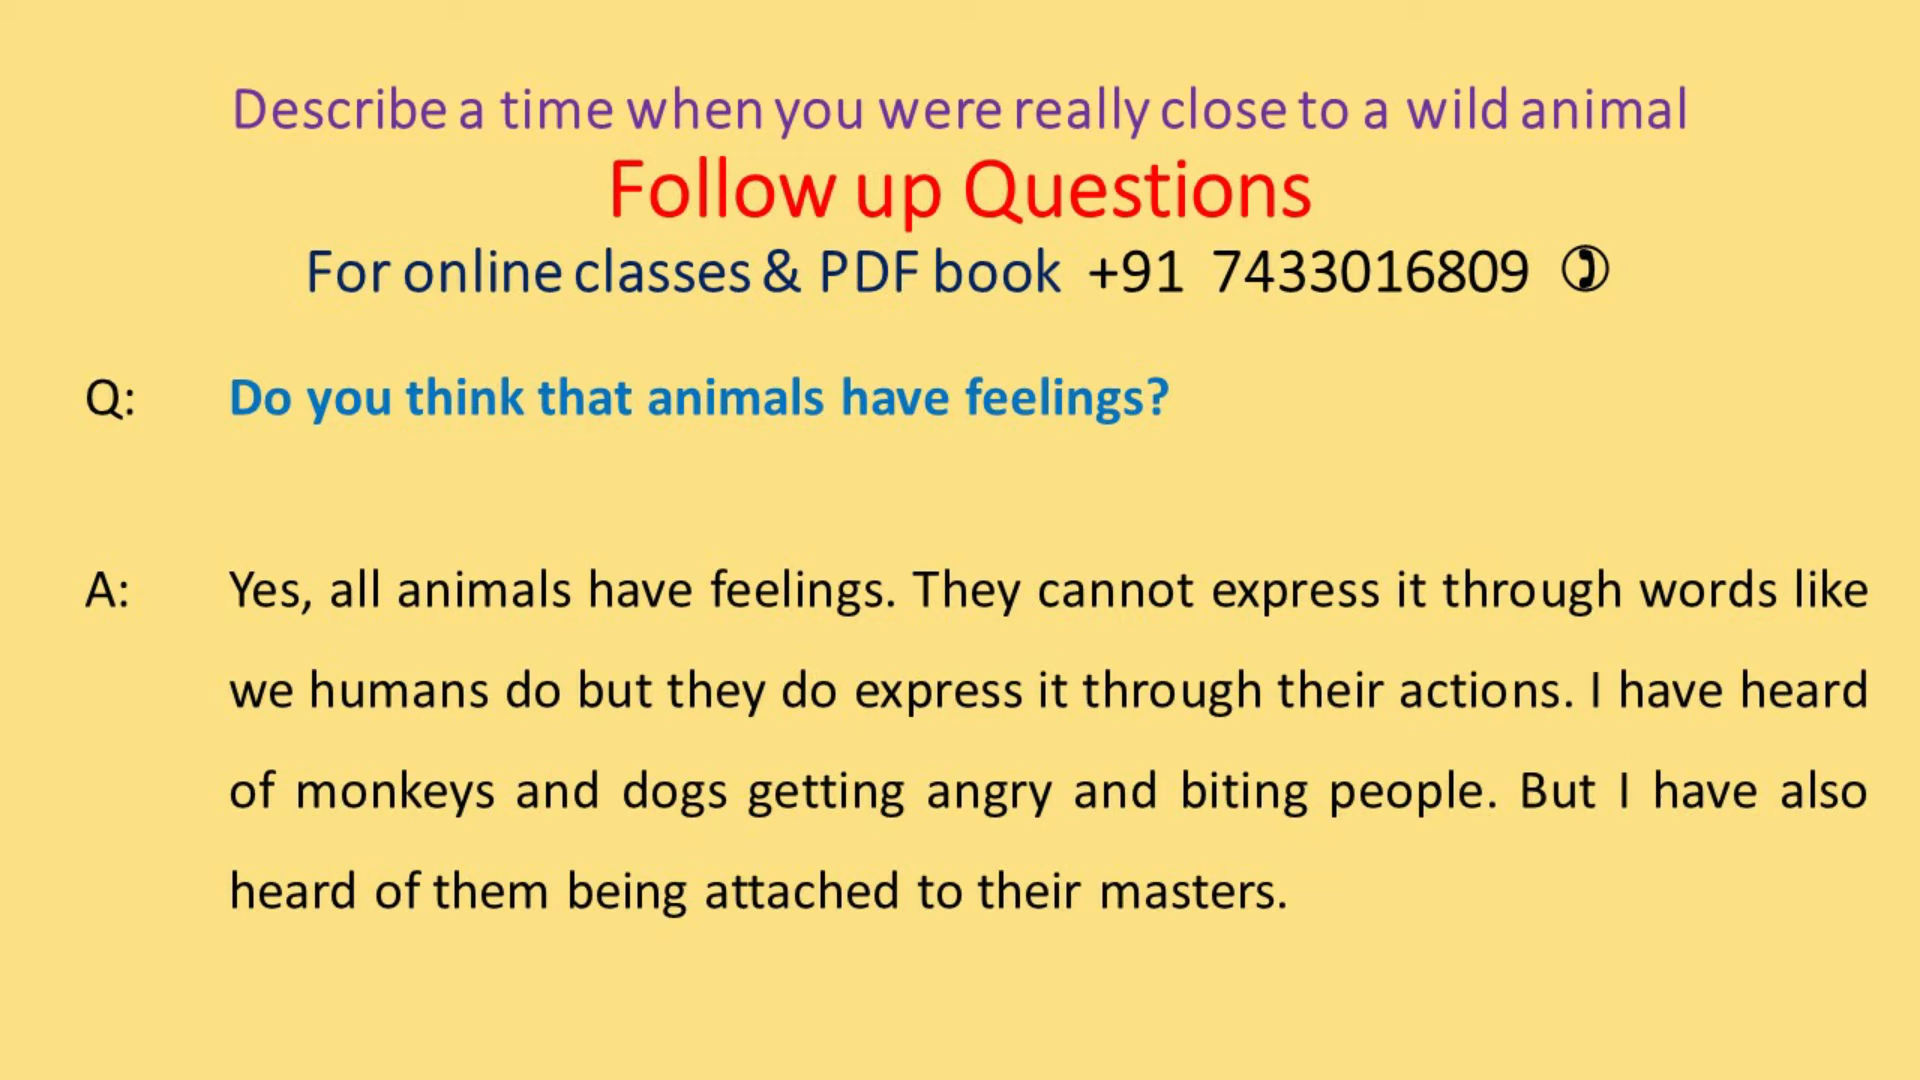 Describe a time when you were really close to a wild animal
Follow up Questions
For online classes & PDF book +91 7433016809 ✆
Q: Do you think that animals have feelings?
A: Yes, all animals have feelings. They cannot express it through words like
we humans do but they do express it through their actions. I have heard
of monkeys and dogs getting angry and biting people. But I have also
heard of them being attached to their masters.